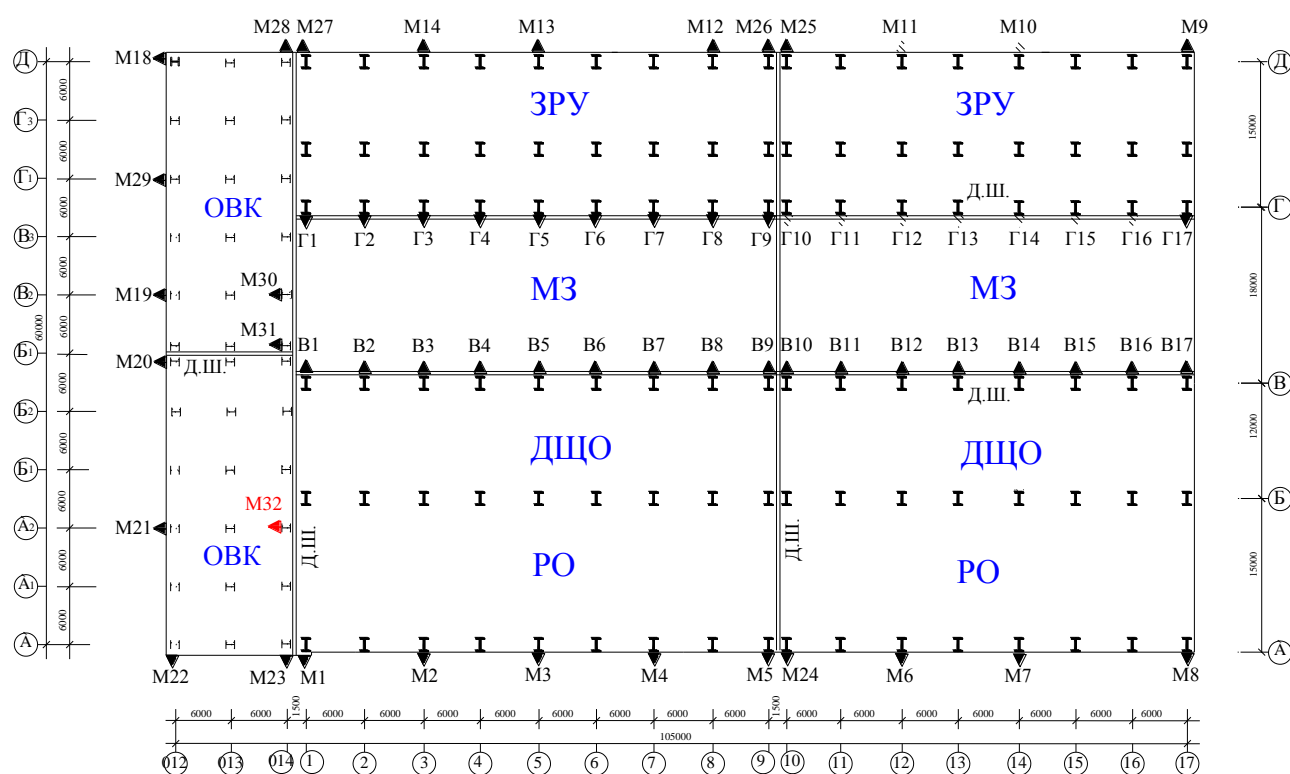 М28 М27 М14 М13 М12 М26 М25 М11 М10 М9
М18
Д Д
6000
ЗРУ ЗРУ
Г3
6000 15000
Г1 М29
Д.Ш.
6000
ОВК
Г
В3
Г1 Г2 Г3 Г4 Г5 Г6 Г7 Г8 Г9 Г10 Г11 Г12 Г13 Г14 Г15 Г16 Г17
6000
МЗ МЗ
18000
В2 М19 М30
60000 6000
М31
В1 В2 В3 В4 В5 В6 В7 В8 В9 В10 В11 В12 В13 В14 В15 В16 В17
Б1 М20
Д.Ш.
6000
В
Д.Ш.
Б2
6000
ДЩО ДЩО
12000
Б1
6000
Б
М32
А2 М21
Д.Ш. Д.Ш.
ОВК
РО РО
6000 15000
А1
6000
А А
М22 М23 М1 М2 М3 М4 М5 М24 М6 М7 М8
6000 6000 1500 6000 6000 6000 6000 6000 6000 6000 6000 1500 6000 6000 6000 6000 6000 6000 6000
105000
012 013 014 1 2 3 4 5 6 7 8 9 10 11 12 13 14 15 16 17